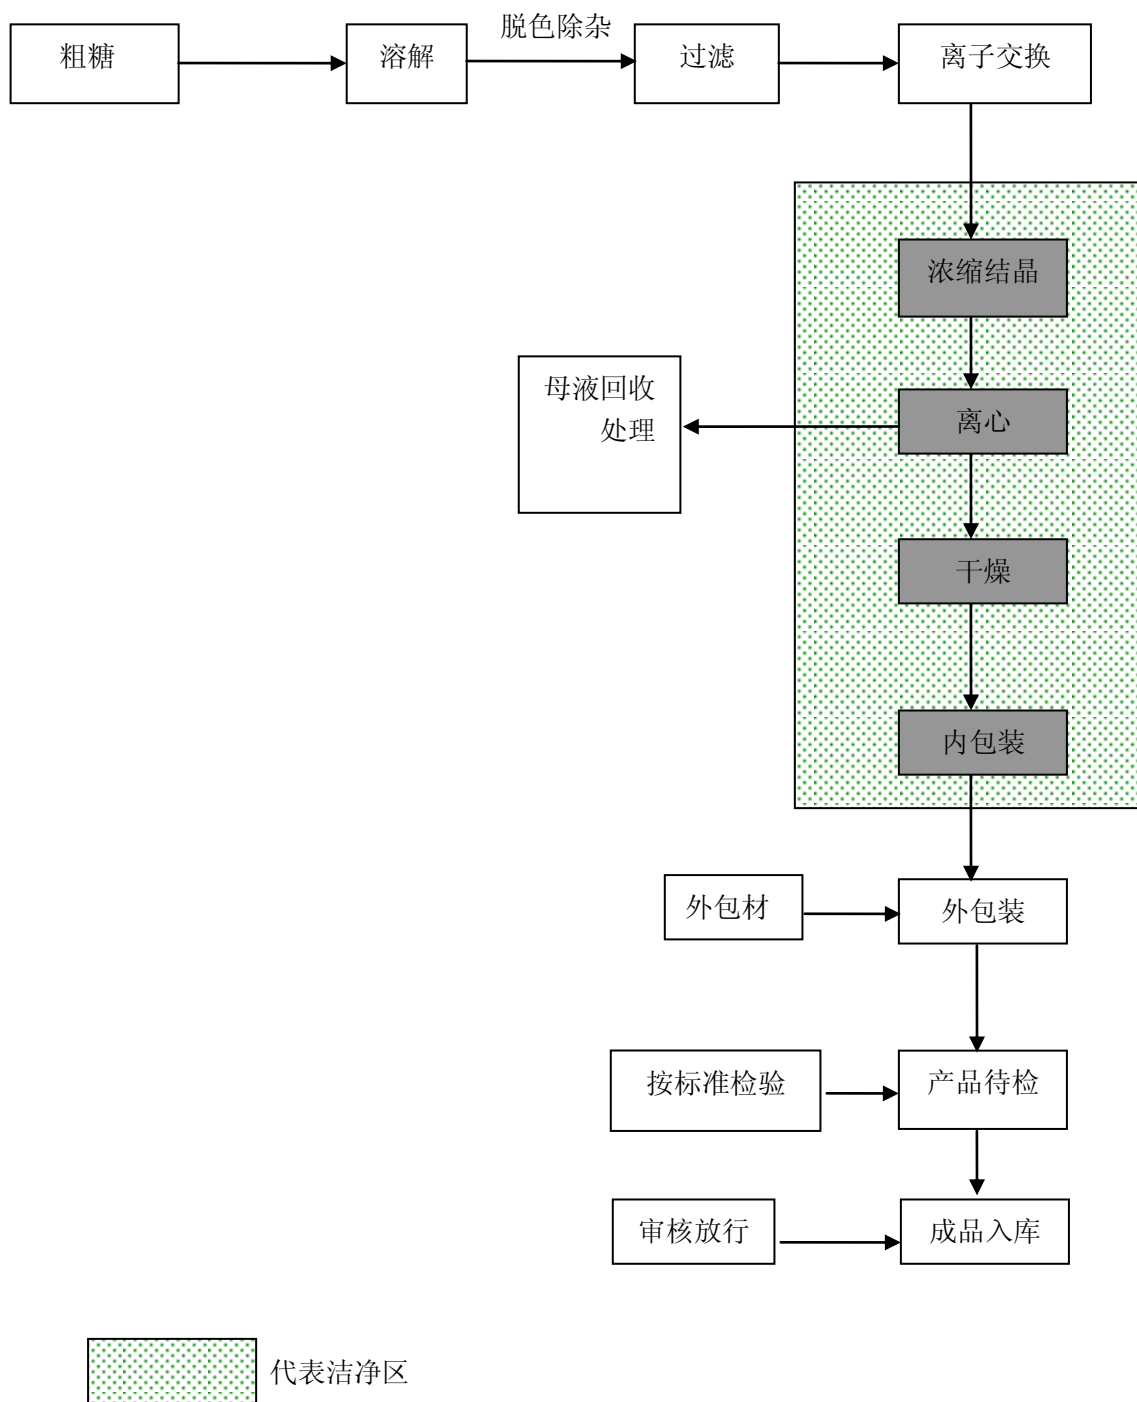 粗糖
溶解
脱色除杂
过滤
离子交换
浓缩结晶
母液回收
处理
离心
干燥
内包装
外包材
外包装
按标准检验
产品待检
审核放行
成品入库
代表洁净区